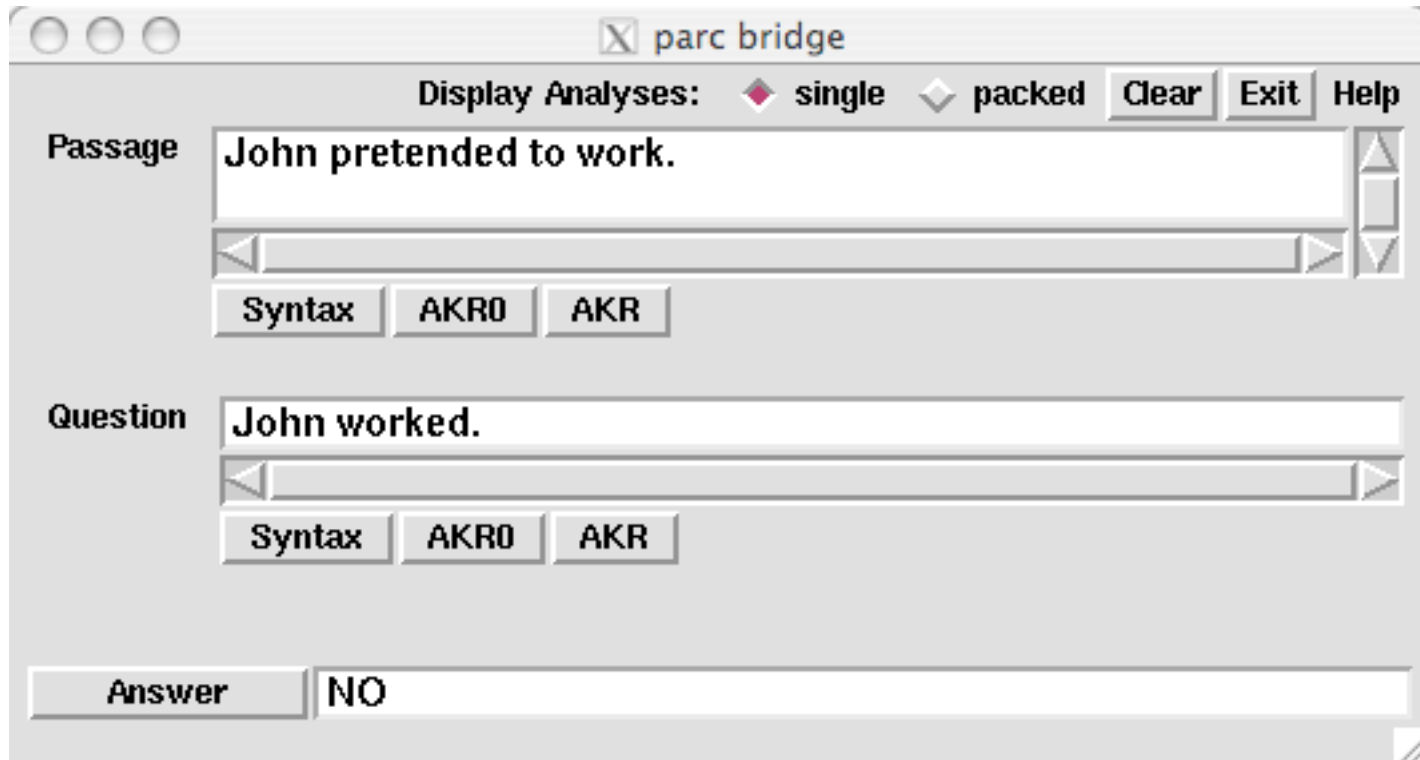 parc bridge
Display Analyses: single packed Clear Exit Help
Passage John pretended to work.
Syntax AKR0 AKR
Question John worked.
Syntax AKR0 AKR
Answer NO